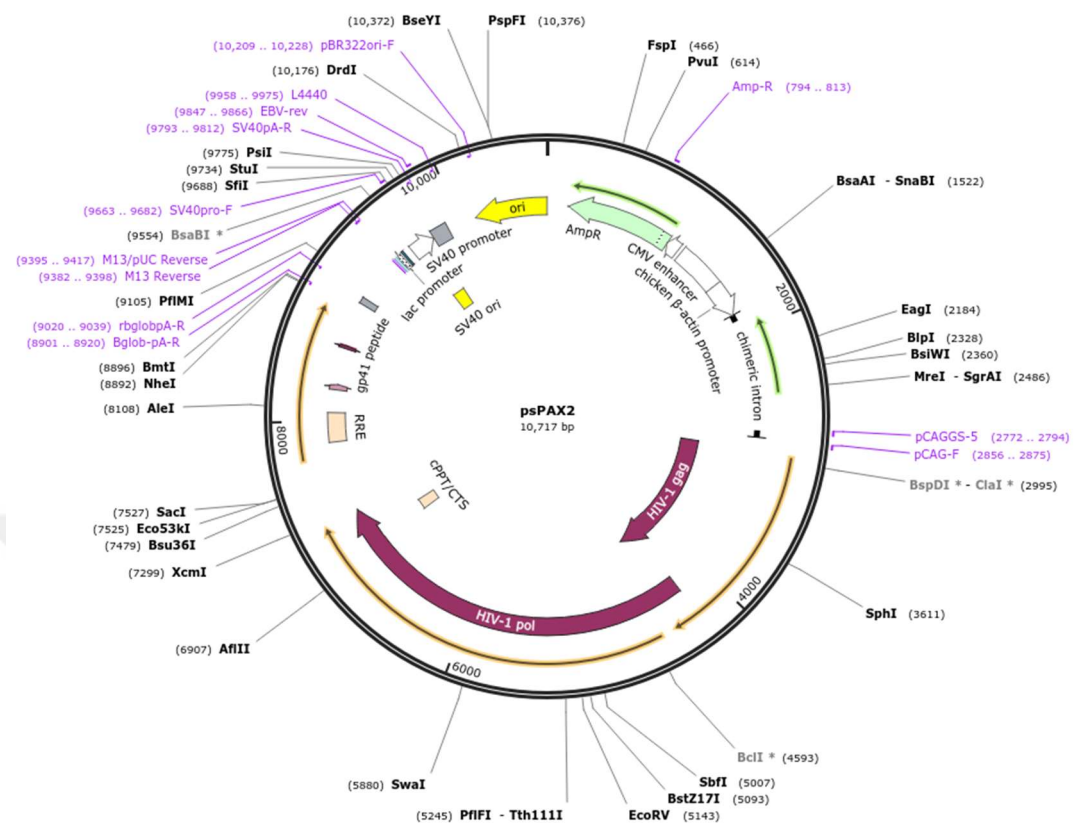 (10,372) BseYI
PspFI (10,376)
(10,209 .. 10,228) pBR322ori-F
FspI (466)
(10,176) DrdI
PvuI (614)
(9958 .. 9975) L4440
Amp-R (794 .. 813)
(9847 .. 9866) EBV-rev
(9793 .. 9812) SV40pA-R
(9775) PsiI
(9734) StuI
(9688) SfiI
10,000
BsaAI - SnaBI (1522)
(9663 .. 9682) SV40pro-F
ori
(9554) BsaBI *
AmpR
SV40 promoter
CMV enhancer
(9395 .. 9417) M13/pUC Reverse
(9382 .. 9398) M13 Reverse
lac promoter
chicken β-actin promoter
2000
(9105) PflMI
SV40 ori
EagI (2184)
(9020 .. 9039) rbglobpA-R
(8901 .. 8920) Bglob-pA-R
BlpI (2328)
BsiWI (2360)
(8896) BmtI
gp41 peptide
chimeric intron
(8892) NheI
MreI - SgrAI (2486)
(8108) AleI
psPAX2
10,717 bp
RRE
8000
pCAGGS-5 (2772 .. 2794)
pCAG-F (2856 .. 2875)
BspDI * - ClaI * (2995)
HIV-1 gag
cPPT/CTS
(7527) SacI
(7525) Eco53kI
(7479) Bsu36I
(7299) XcmI
4000
SphI (3611)
HIV-1 pol
(6907) AflII
6000
BclI * (4593)
(5880) SwaI
SbfI (5007)
BstZ17I (5093)
(5245) PflFI - Tth111I
EcoRV (5143)